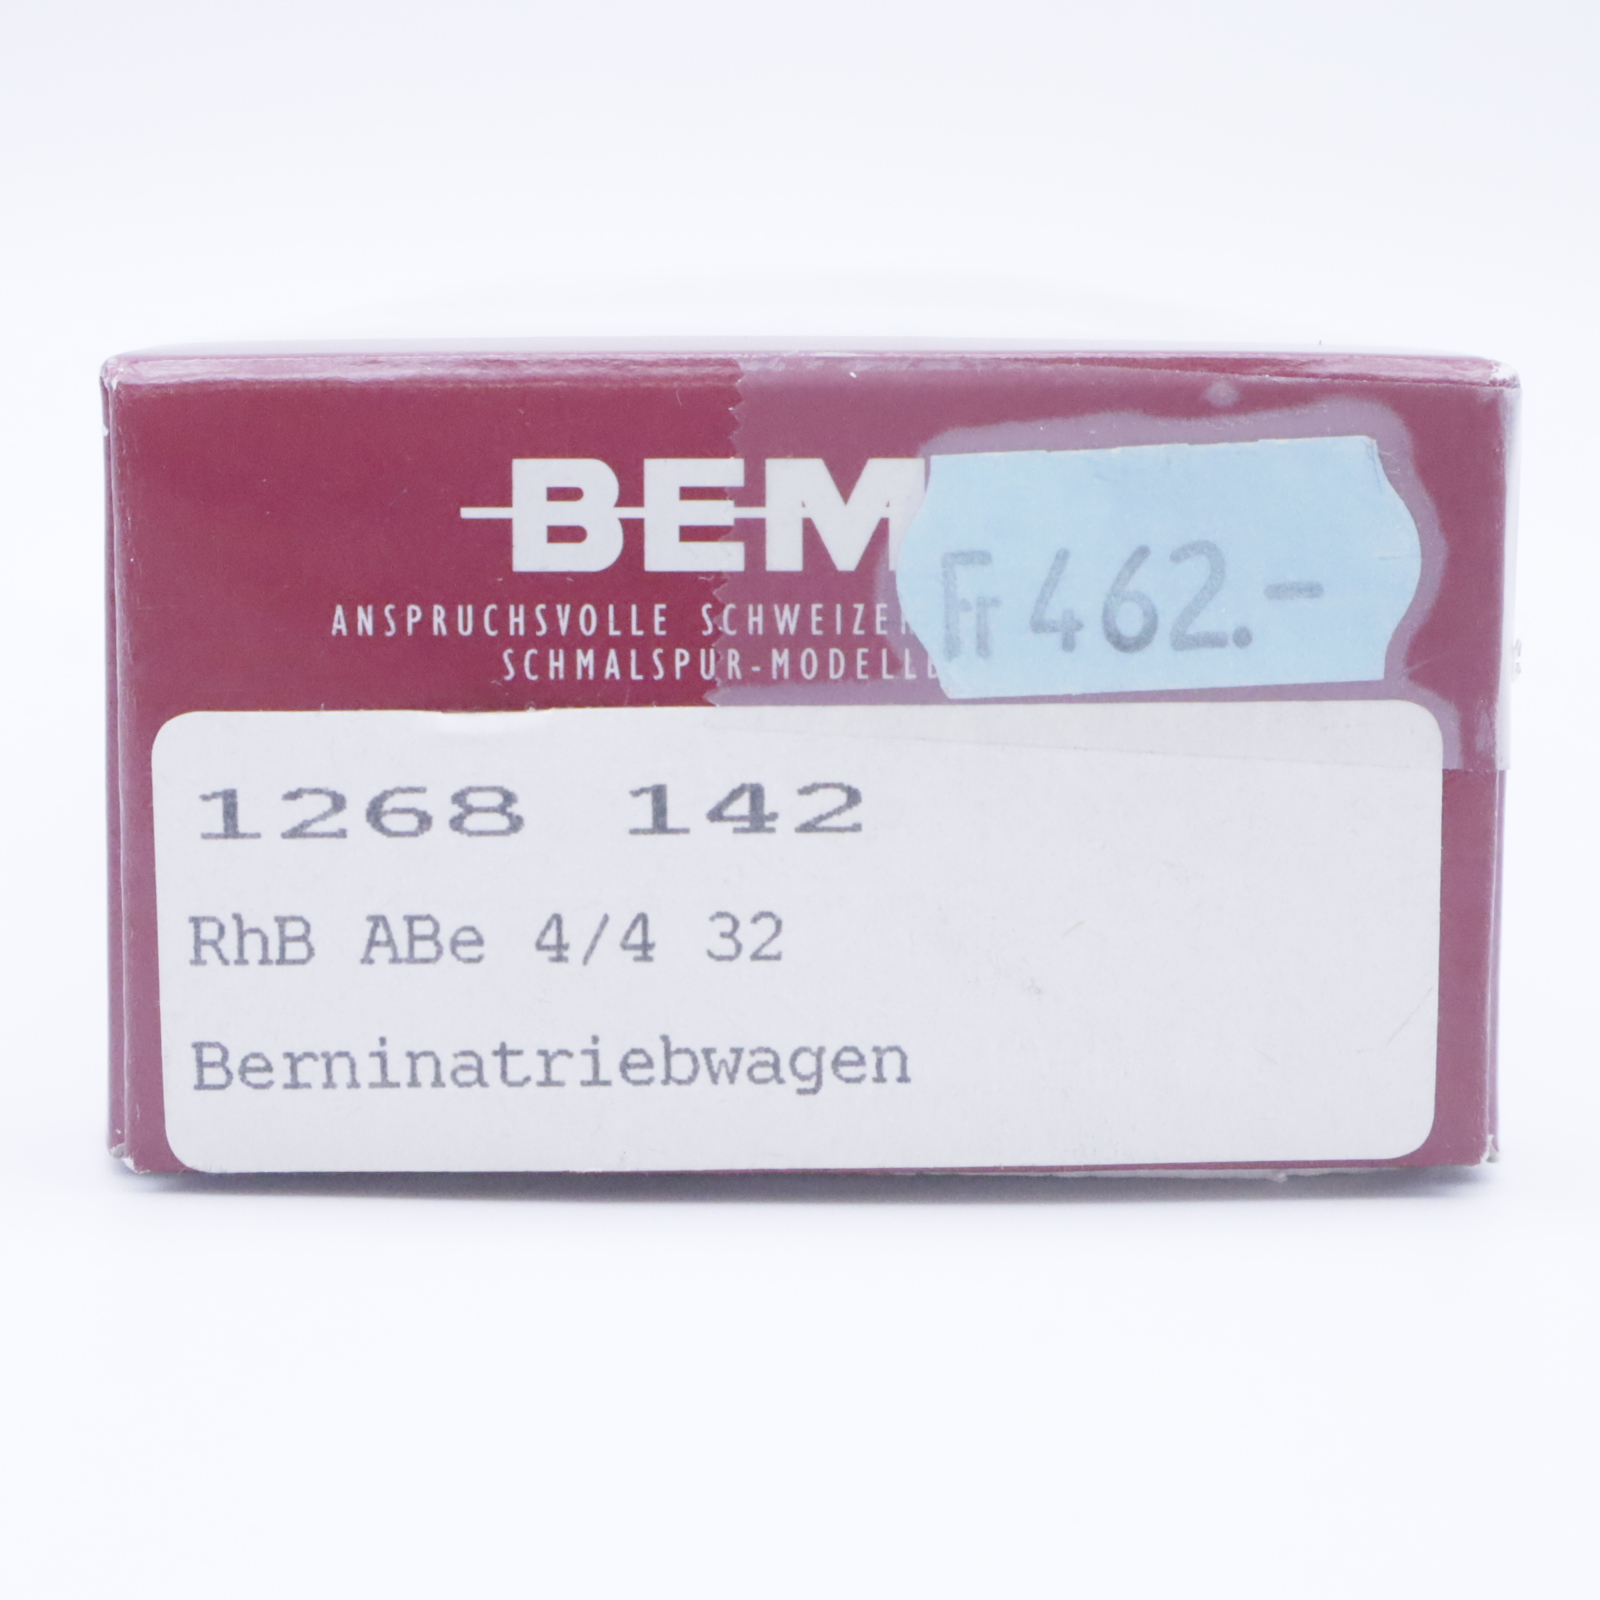 BEM
ANSPRUCHSVOLLE SCHWEIZER
SCHMALSPUR-MODELLE
Fr 462.-
1268 142
RhB ABe 4/4 32
Berninatriebwagen